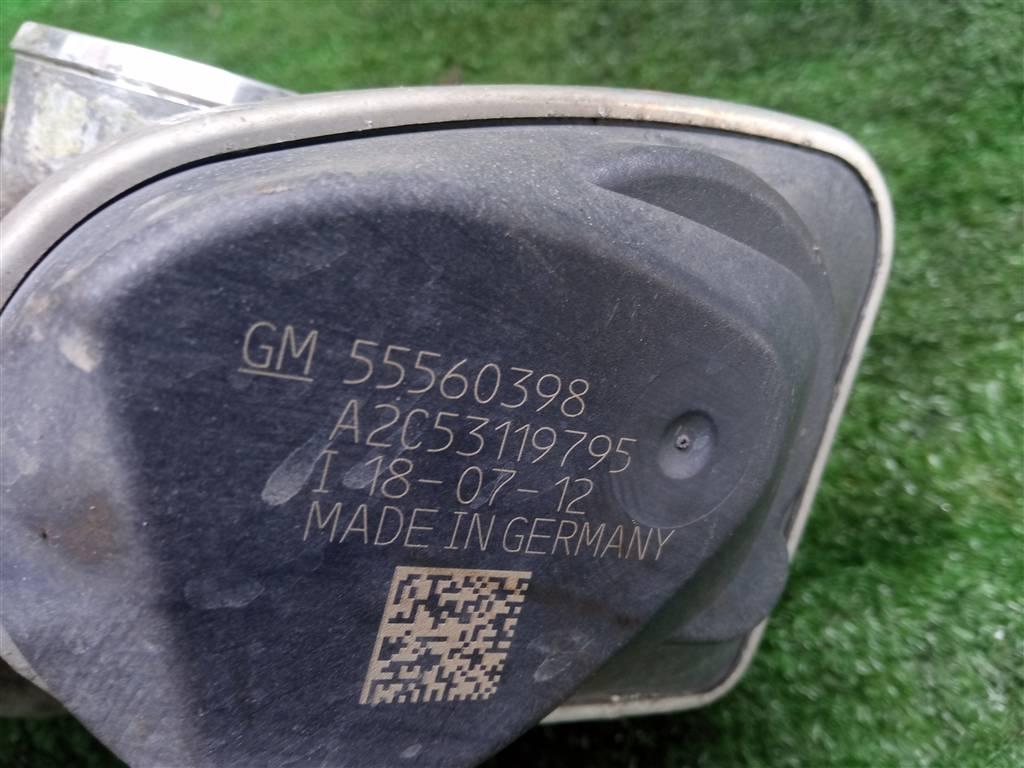 GM 55560398
A2C53119795
I 18-07-12
MADE IN GERMANY